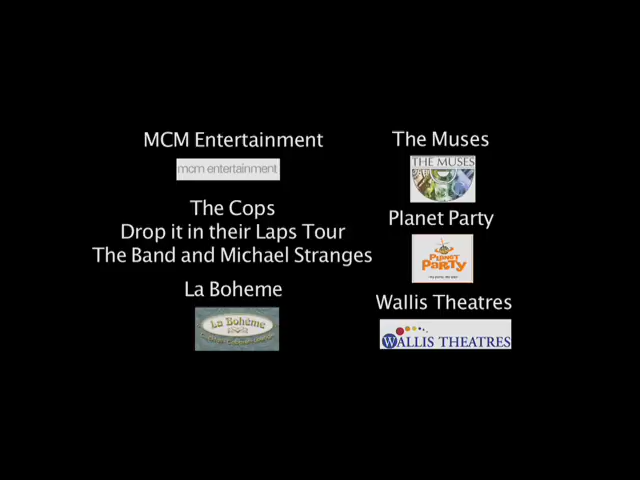 MCM Entertainment
mcm entertainment
The Cops
Drop it in their Laps Tour
The Band and Michael Stranges
La Boheme
La Bohème
The Muses
THE MUSES
Planet Party
PLANET
PARTY
Wallis Theatres
WALLIS THEATRES